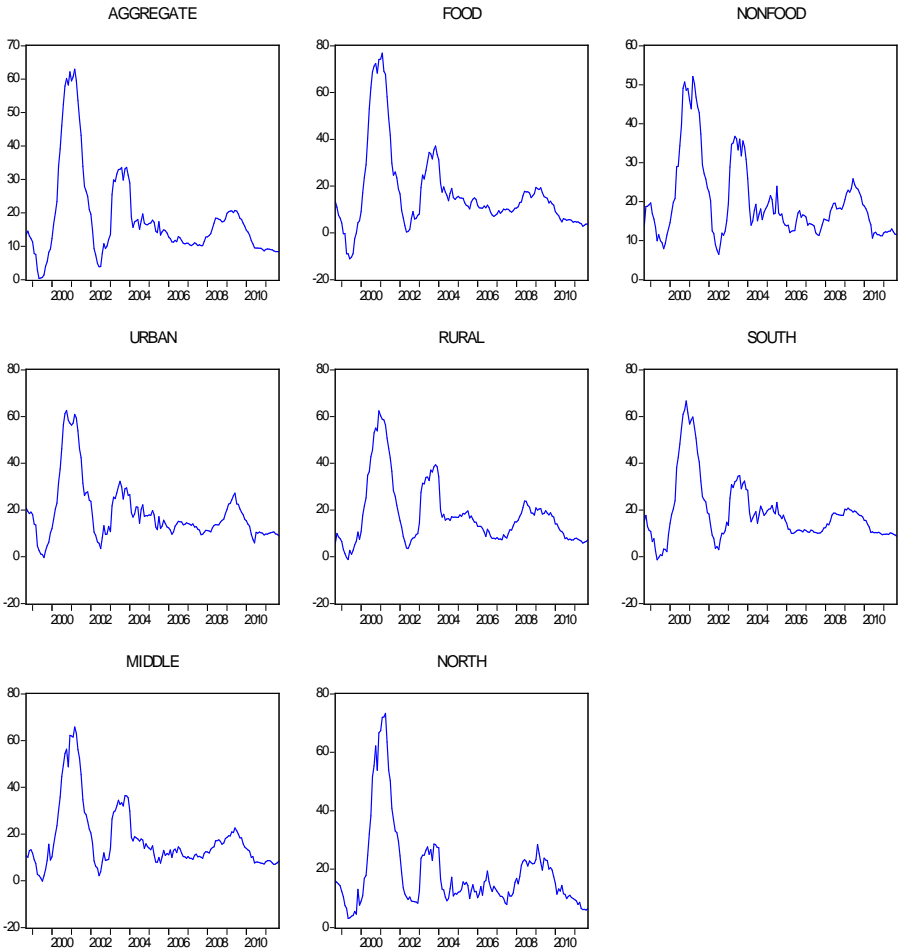 AGGREGATE FOOD NONFOOD
70 80 60
60
60 50
50
40 40
40
30 30
20
20 20
0
10 10
0 -20 0
2000 2002 2004 2006 2008 2010 2000 2002 2004 2006 2008 2010 2000 2002 2004 2006 2008 2010
URBAN RURAL SOUTH
80 80 80
60 60 60
40 40 40
20 20 20
0 0 0
-20 -20 -20
2000 2002 2004 2006 2008 2010 2000 2002 2004 2006 2008 2010 2000 2002 2004 2006 2008 2010
MIDDLE NORTH
80 80
60 60
40
40
20
20
0
-20 0
2000 2002 2004 2006 2008 2010 2000 2002 2004 2006 2008 2010